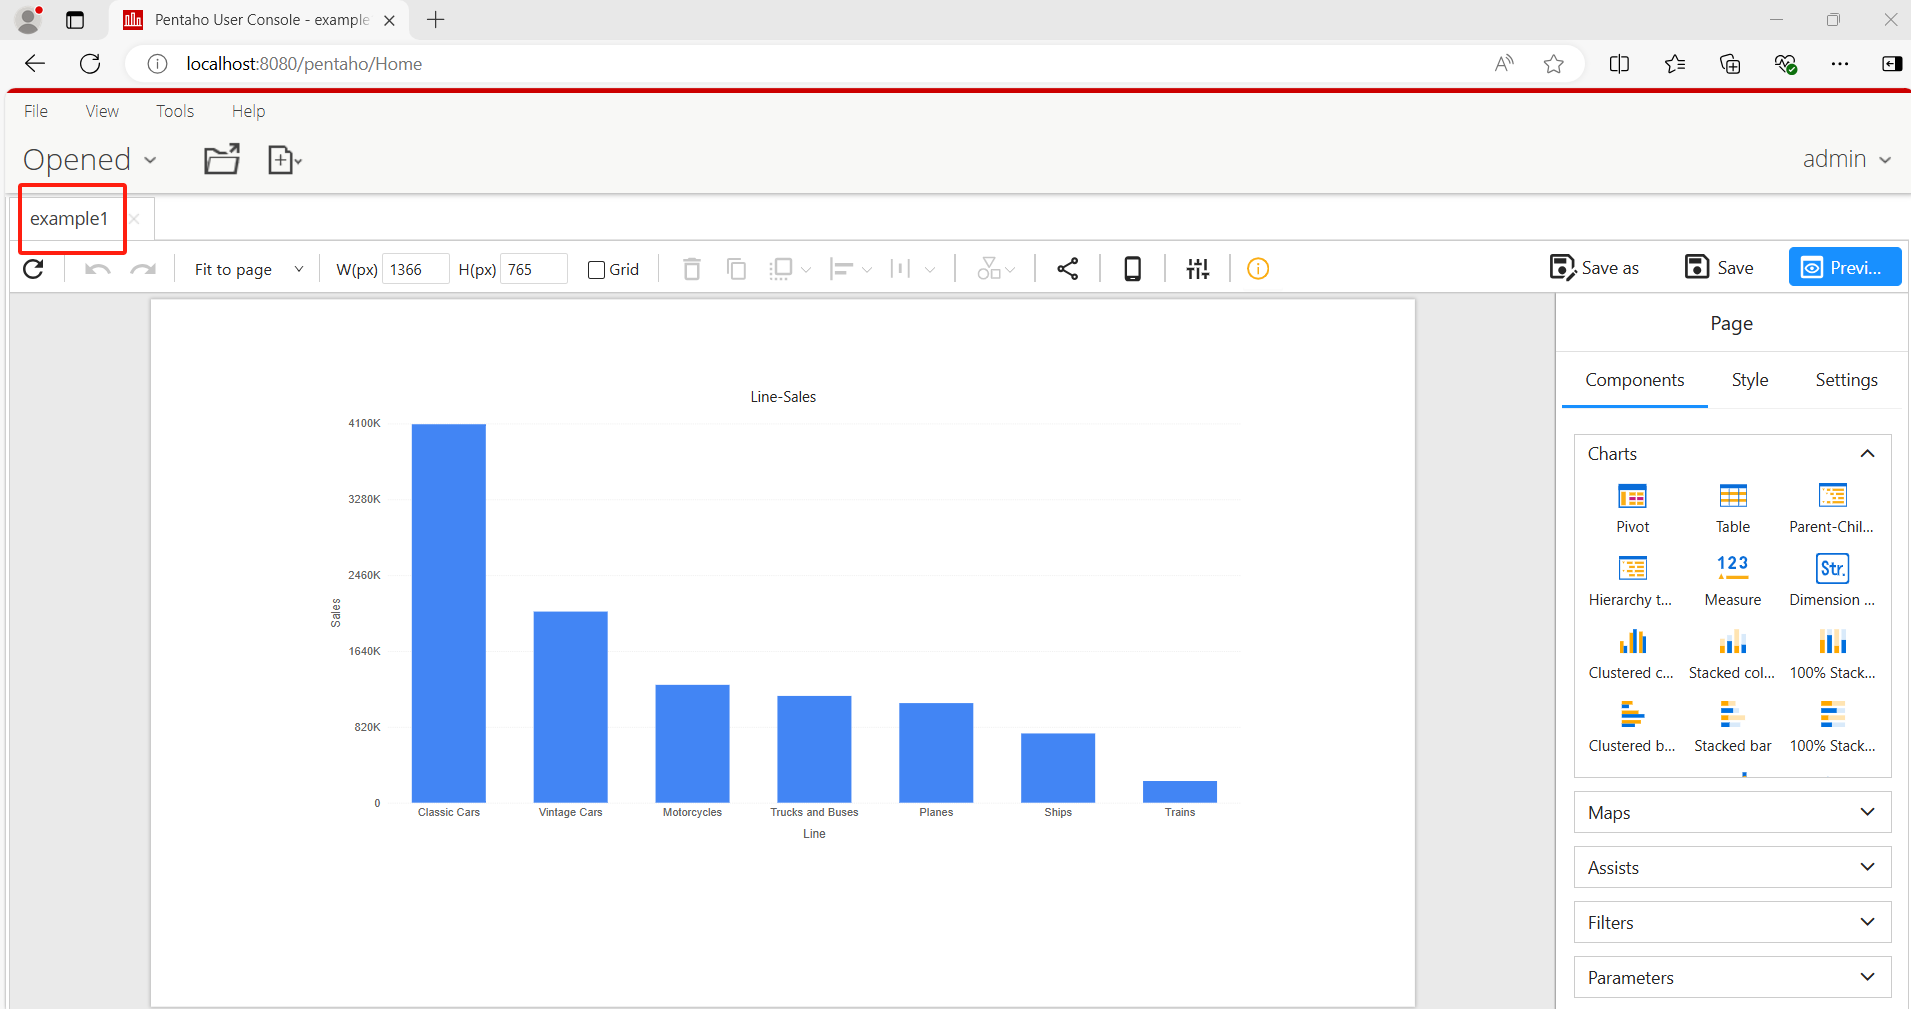 Pentaho User Console - example
localhost:8080/pentaho/Home
File View Tools Help
Opened
admin
example1
Fit to page W(px) 1366 H(px) 765 Grid Save as Save Previ...
Page
Components Style Settings
Charts
Pivot Table Parent-Chil...
123 Str.
Hierarchy t... Measure Dimension ...
Clustered c... Stacked col... 100% Stack...
Clustered b... Stacked bar 100% Stack...
Maps
Assists
Filters
Parameters
Line-Sales
4100K
3280K
2460K
Sales
1640K
820K
0
Classic Cars Vintage Cars Motorcycles Trucks and Buses Planes Ships Trains
Line